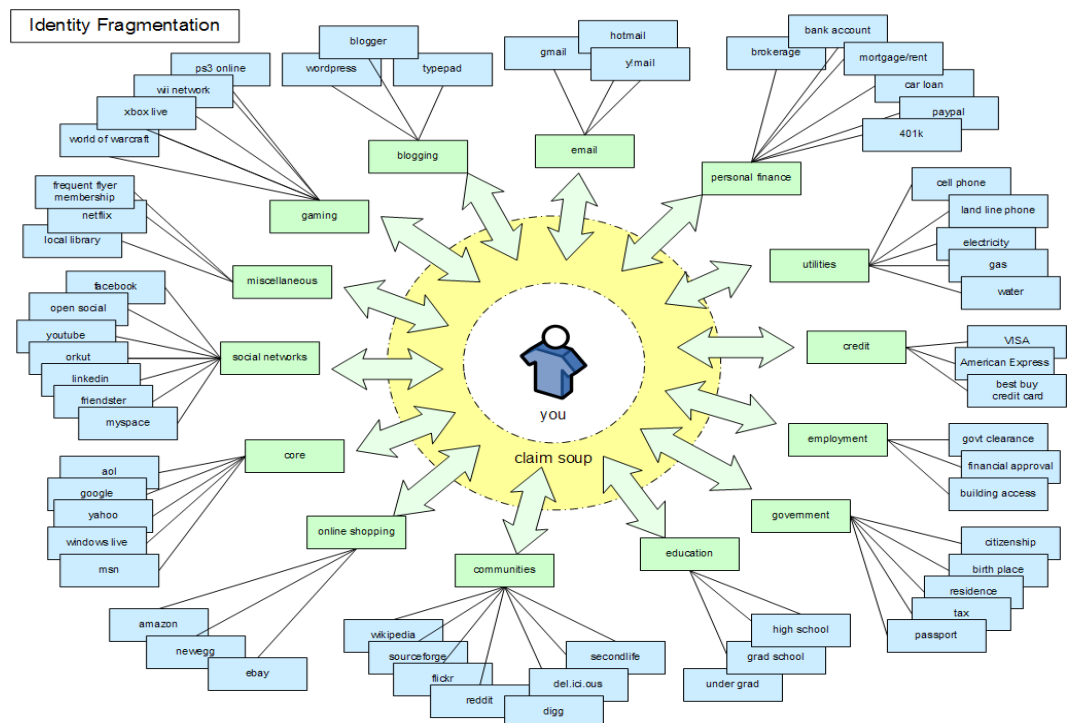 Identity Fragmentation
blogger
wordpress
typepad
blogging
hotmail
gmail
y!mail
email
bank account
brokerage
mortgage/rent
car loan
paypal
401k
personal finance
ps3 online
wii network
xbox live
world of warcraft
gaming
frequent flyer
membership
netflix
local library
miscellaneous
cell phone
land line phone
electricity
gas
water
utilities
facebook
open social
youtube
orkut
linkedin
friendster
myspace
social networks
you
claim soup
credit
VISA
American Express
best buy
credit card
employment
govt clearance
financial approval
building access
core
aol
google
yahoo
windows live
msn
online shopping
amazon
newegg
ebay
communities
wikipedia
sourceforge
flickr
reddit
digg
del.ici.ous
secondlife
education
high school
grad school
under grad
government
citizenship
birth place
residence
tax
passport